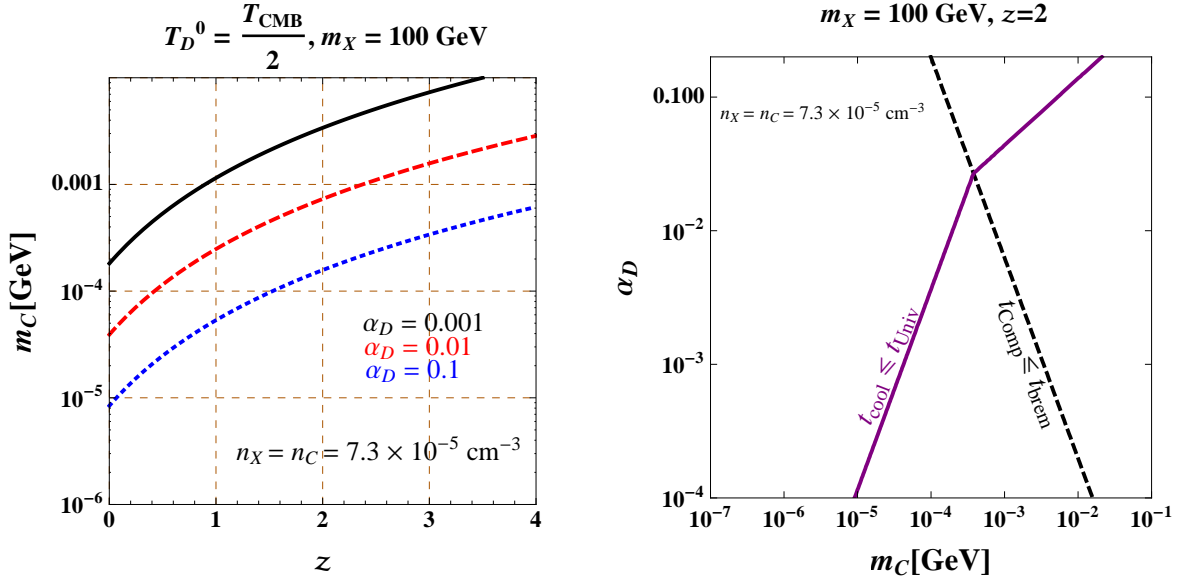 T_D^0 = T_CMB/2, m_X = 100 GeV
m_C[GeV]
0.001
10^-4
10^-5
10^-6
α_D = 0.001
α_D = 0.01
α_D = 0.1
n_X = n_C = 7.3 × 10^-5 cm^-3
0 1 2 3 4
z
m_X = 100 GeV, z=2
α_D
0.100
10^-2
10^-3
10^-4
n_X = n_C = 7.3 × 10^-5 cm^-3
t_cool ≤ t_Univ
t_Comp ≤ t_brem
10^-7 10^-6 10^-5 10^-4 10^-3 10^-2 10^-1
m_C[GeV]